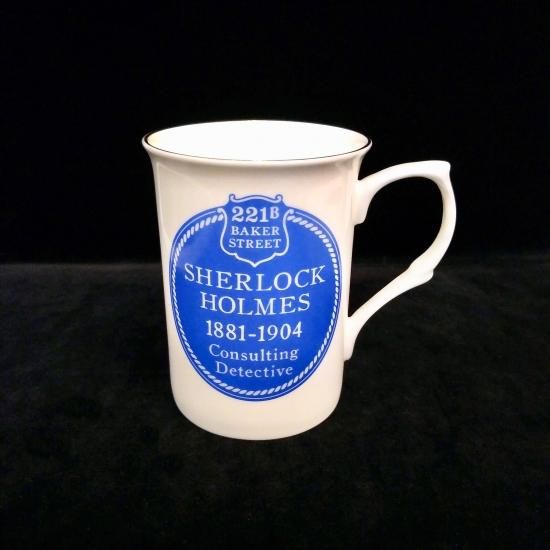 221B
BAKER
STREET
SHERLOCK
HOLMES
1881-1904
Consulting
Detective